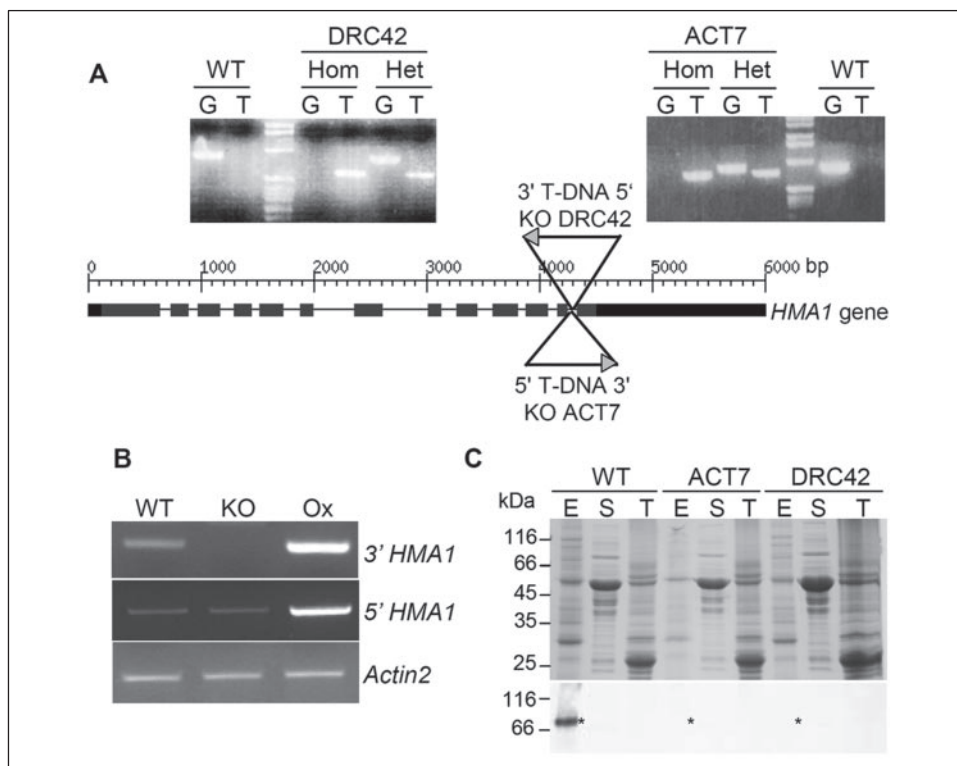 A
DRC42
WT Hom Het
G T G T G T
ACT7
Hom Het WT
G T G T G T
3' T-DNA 5‘
KO DRC42
0 1000 2000 3000 4000 5000 6000 bp
HMA1 gene
5' T-DNA 3'
KO ACT7
B
WT KO Ox
3' HMA1
5' HMA1
Actin2
C
WT ACT7 DRC42
kDa E S T E S T E S T
116
66
45
35
25
116
66 * * *